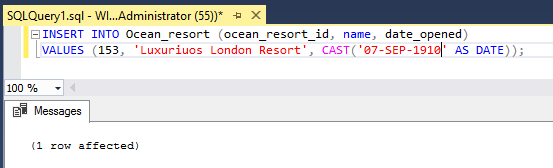 SQLQuery1.sql - WI...Administrator (55))*
INSERT INTO Ocean_resort (ocean_resort_id, name, date_opened)
VALUES (153, 'Luxuriuos London Resort', CAST('07-SEP-1910' AS DATE));
100 %
Messages
(1 row affected)